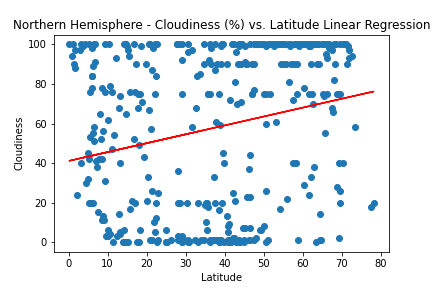 Northern Hemisphere - Cloudiness (%) vs. Latitude Linear Regression
100
80
60
40
20
0
Cloudiness
0 10 20 30 40 50 60 70 80
Latitude